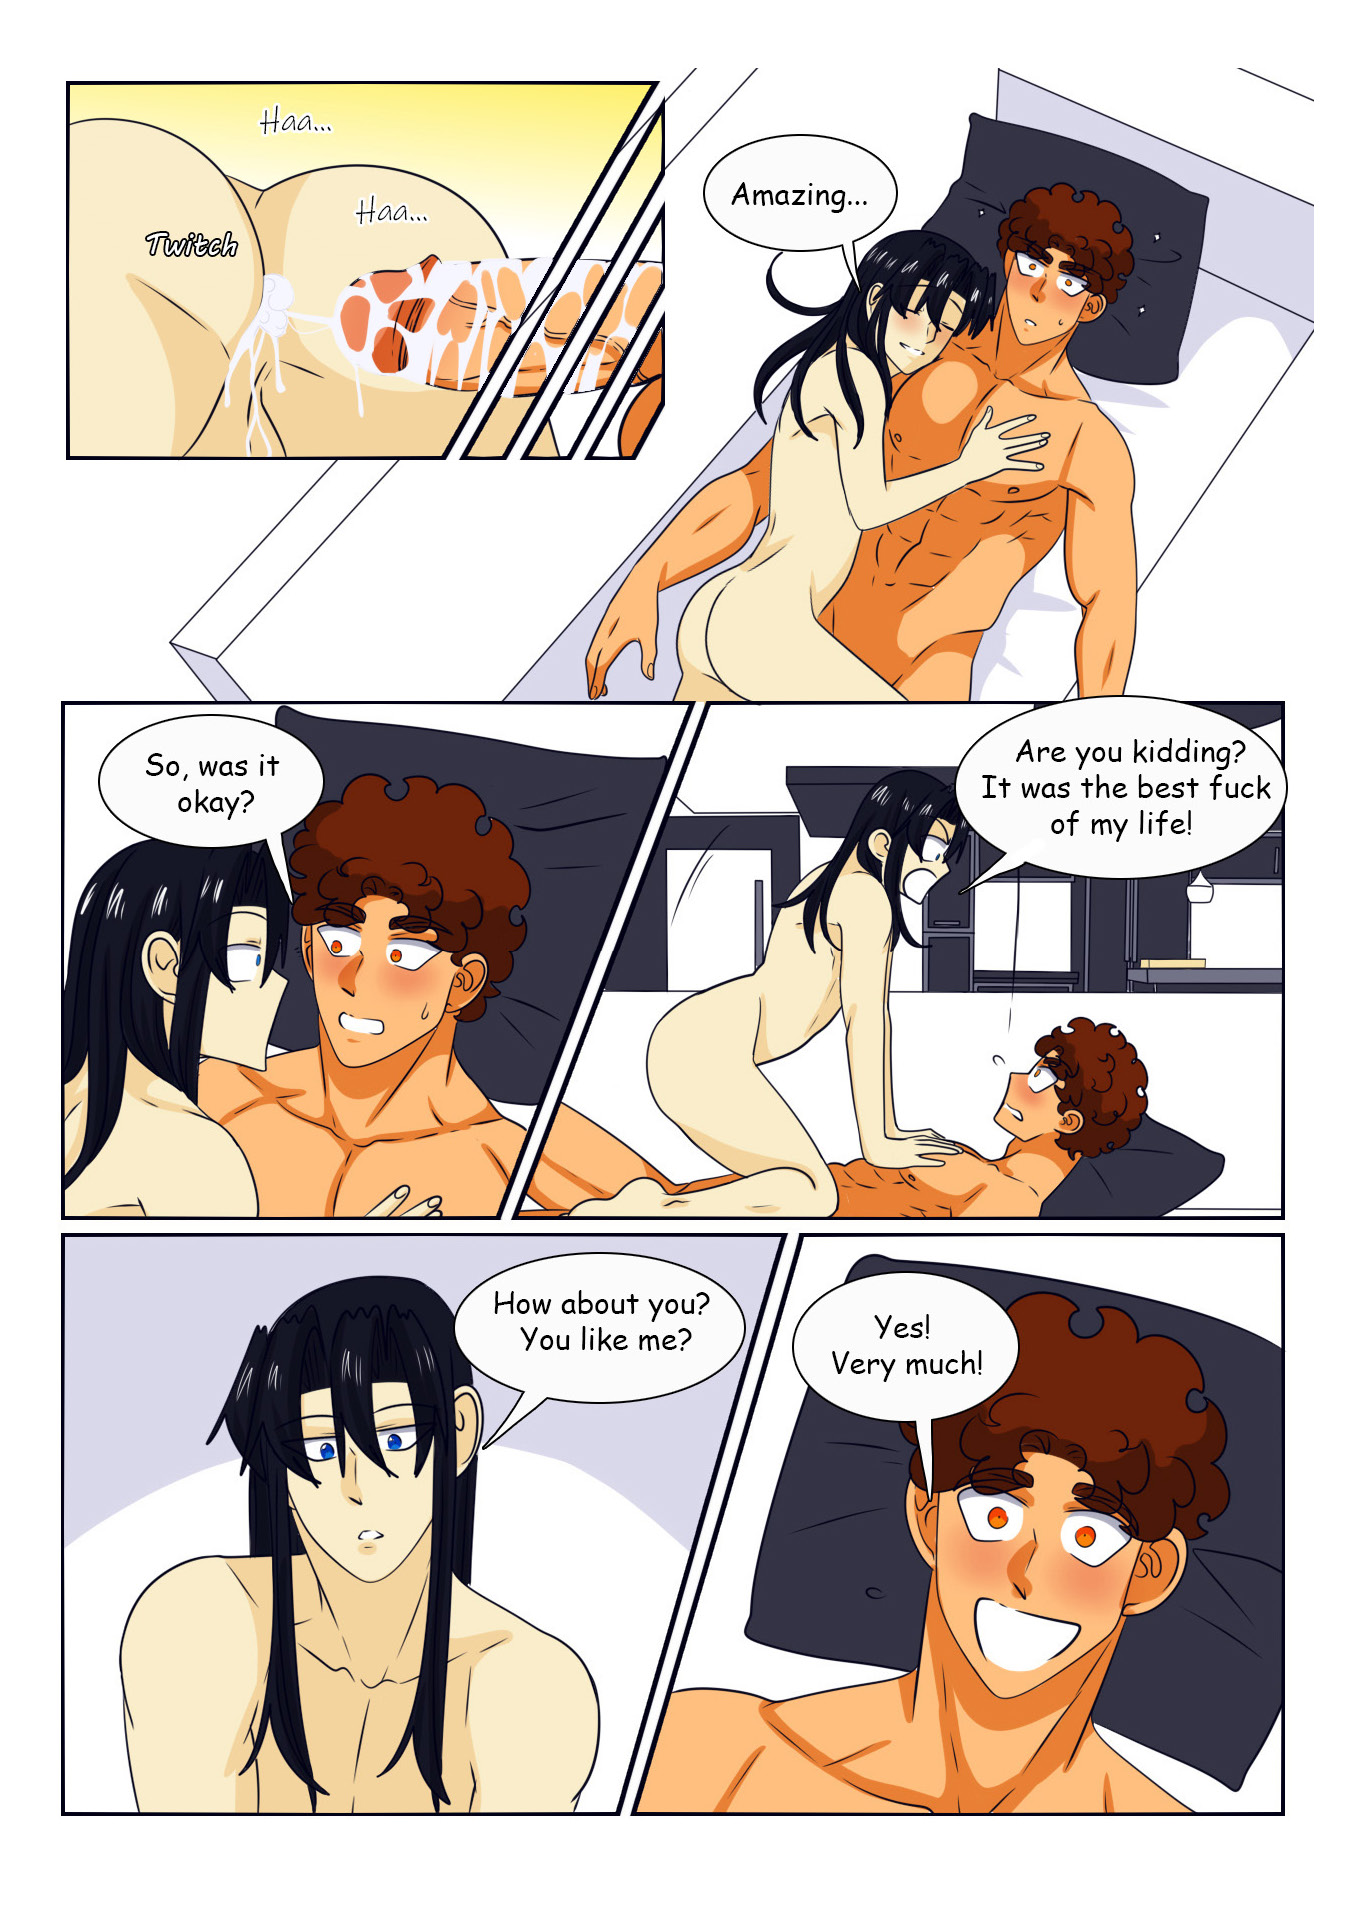 Haa...
Haa...
Twitch
Amazing...
So, was it
okay?
Are you kidding?
It was the best fuck
of my life!
How about you?
You like me?
Yes!
Very much!